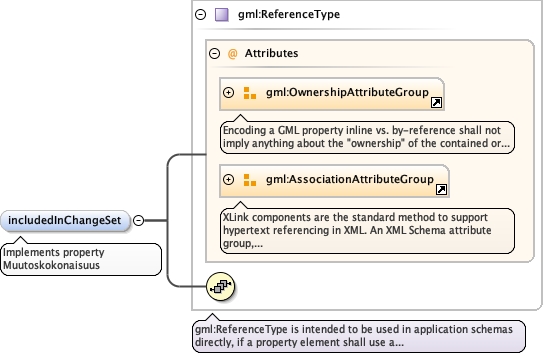 gml:ReferenceType
@ Attributes
gml:OwnershipAttributeGroup
Encoding a GML property inline vs. by-reference shall not
imply anything about the "ownership" of the contained or...
gml:AssociationAttributeGroup
XLink components are the standard method to support
hypertext referencing in XML. An XML Schema attribute
group,...
includedInChangeSet
Implements property
Muutoskokonaisuus
gml:ReferenceType is intended to be used in application schemas
directly, if a property element shall use a...